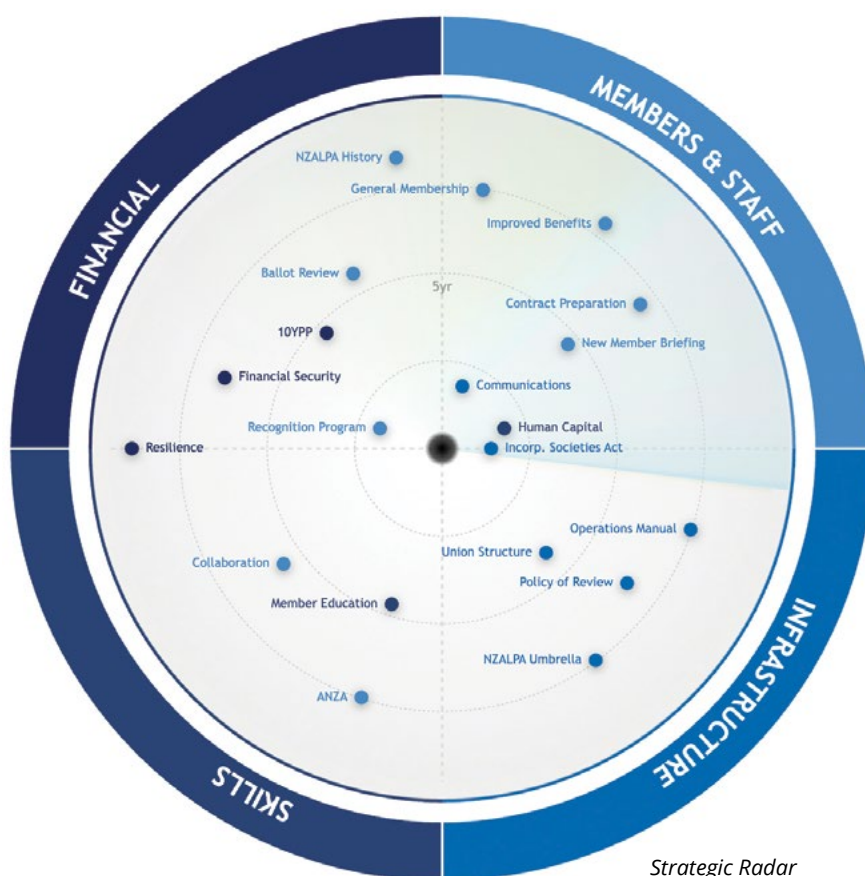 FINANCIAL
MEMBERS & STAFF
NZALPA History
General Membership
Improved Benefits
Ballot Review
5yr
Contract Preparation
10YPP
New Member Briefing
Financial Security
Communications
Recognition Program
Human Capital
Resilience
Incorp. Societies Act
Operations Manual
Union Structure
Collaboration
Policy of Review
Member Education
NZALPA Umbrella
ANZA
SKILLS
INFRASTRUCTURE
Strategic Radar